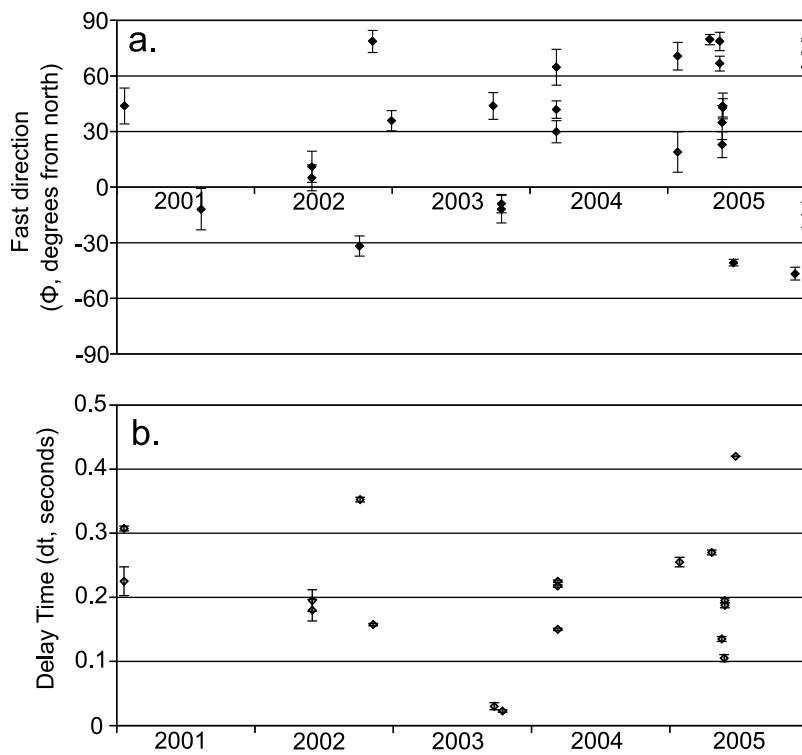 a.
90
60
30
0
-30
-60
-90
Fast direction
(Φ, degrees from north)
2001 2002 2003 2004 2005
b.
0.5
0.4
0.3
0.2
0.1
0
Delay Time (dt, seconds)
2001 2002 2003 2004 2005